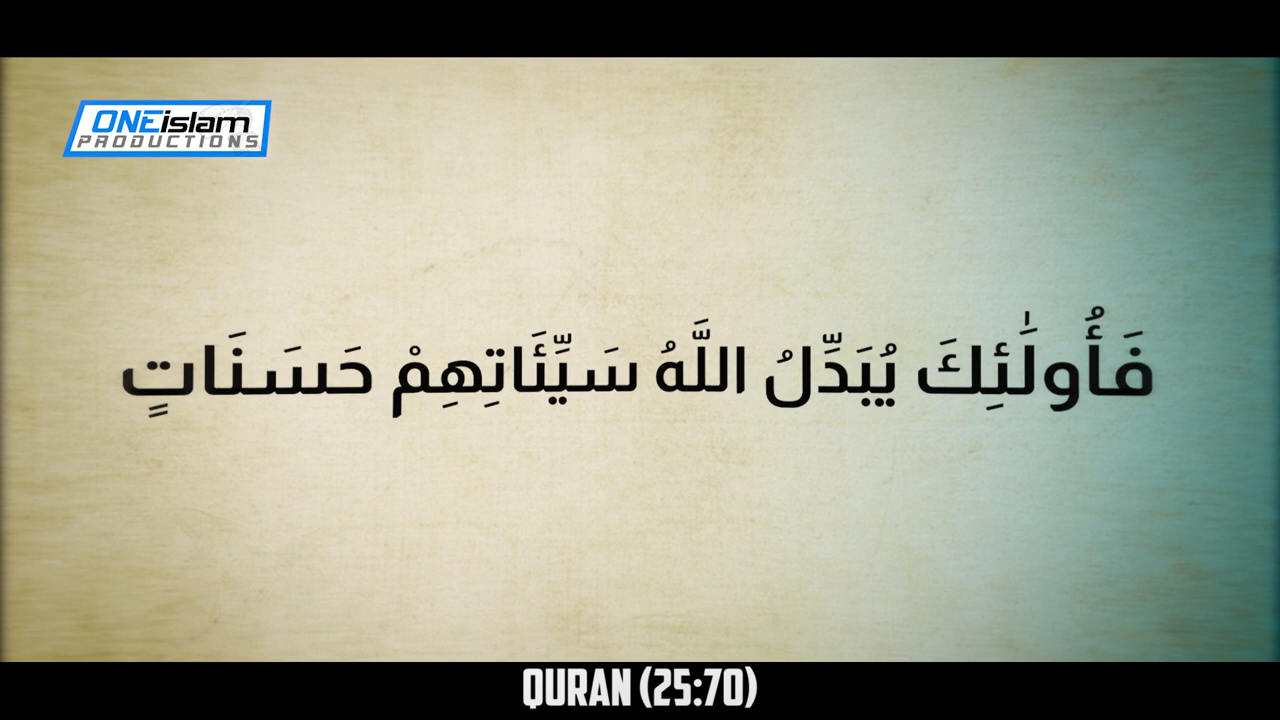 ONEislam
PRODUCTIONS
فَأُولَٰئِكَ يُبَدِّلُ اللَّهُ سَيِّئَاتِهِمْ حَسَنَاتٍ
QURAN (25:70)